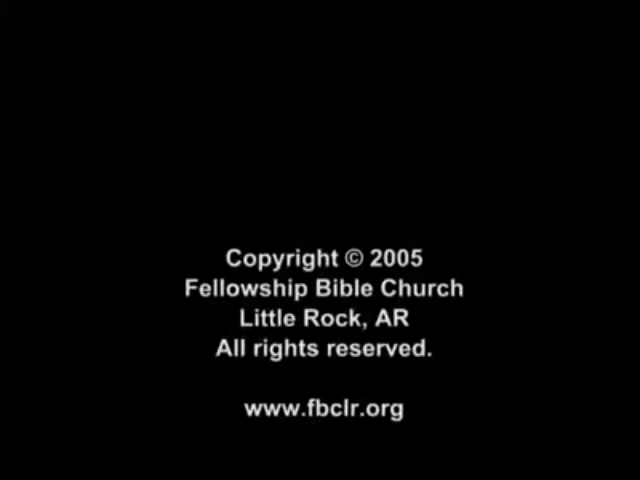 Copyright © 2005
Fellowship Bible Church
Little Rock, AR
All rights reserved.
www.fbclr.org